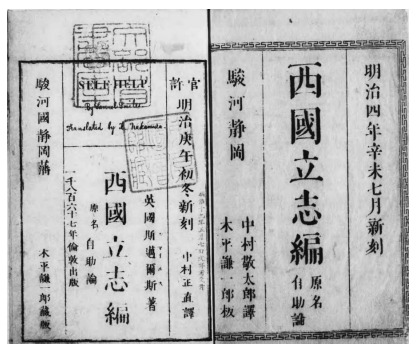 明治四年辛未七月新刻
西國立志編
原名
自助論
駿河靜岡
中村敬太郎譯
木平謙一郎板
官許
明治庚午初冬新刻
中村正直譯
SELF HELP
By Samuel Smiles
Translated by K. Nakamura
英國斯邁爾斯著
西國立志編
原名
自助論
一千八百六十七年倫敦出版
駿河國靜岡藩
木平謙一郎藏版